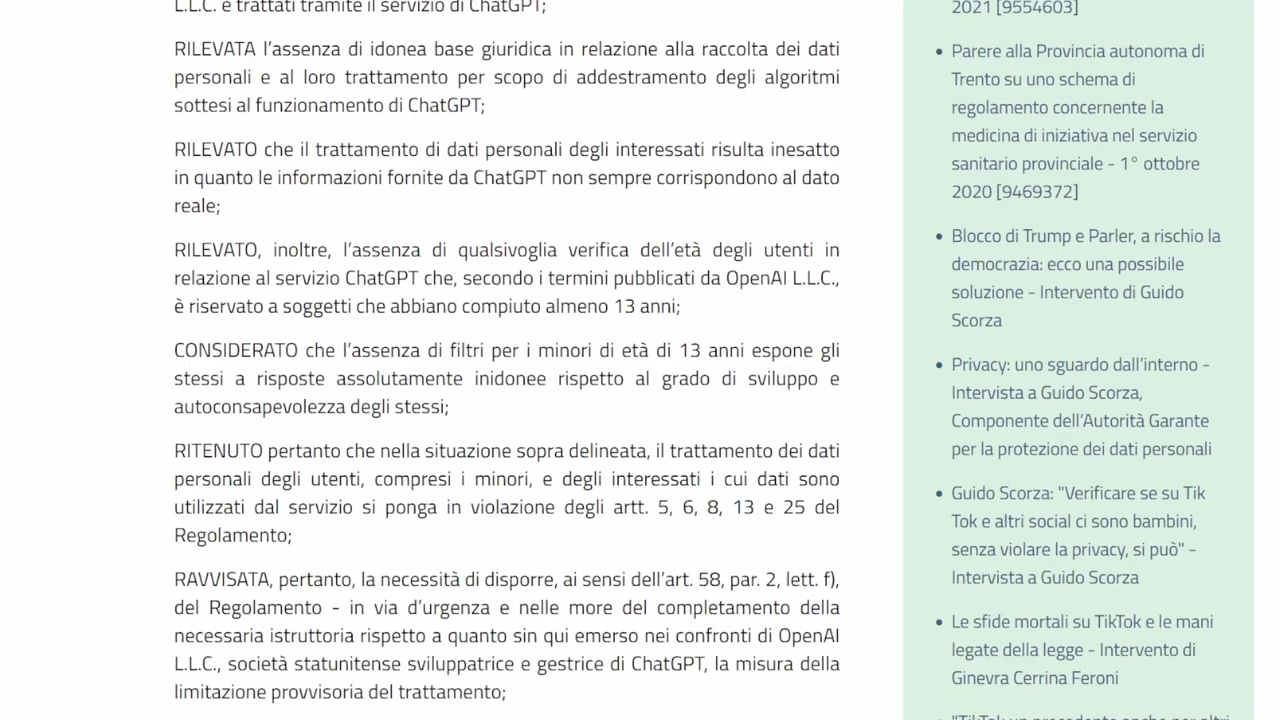 L.L.C. e trattati tramite il servizio di ChatGPT;
RILEVATA l’assenza di idonea base giuridica in relazione alla raccolta dei dati
personali e al loro trattamento per scopo di addestramento degli algoritmi
sottesi al funzionamento di ChatGPT;
RILEVATO che il trattamento di dati personali degli interessati risulta inesatto
in quanto le informazioni fornite da ChatGPT non sempre corrispondono al dato
reale;
RILEVATO, inoltre, l’assenza di qualsivoglia verifica dell’età degli utenti in
relazione al servizio ChatGPT che, secondo i termini pubblicati da OpenAI L.L.C.,
è riservato a soggetti che abbiano compiuto almeno 13 anni;
CONSIDERATO che l’assenza di filtri per i minori di età di 13 anni espone gli
stessi a risposte assolutamente inidonee rispetto al grado di sviluppo e
autoconsapevolezza degli stessi;
RITENUTO pertanto che nella situazione sopra delineata, il trattamento dei dati
personali degli utenti, compresi i minori, e degli interessati i cui dati sono
utilizzati dal servizio si ponga in violazione degli artt. 5, 6, 8, 13 e 25 del
Regolamento;
RAVVISATA, pertanto, la necessità di disporre, ai sensi dell’art. 58, par. 2, lett. f),
del Regolamento - in via d’urgenza e nelle more del completamento della
necessaria istruttoria rispetto a quanto sin qui emerso nei confronti di OpenAI
L.L.C., società statunitense sviluppatrice e gestrice di ChatGPT, la misura della
limitazione provvisoria del trattamento;
2021 [9554603]
• Parere alla Provincia autonoma di
Trento su uno schema di
regolamento concernente la
medicina di iniziativa nel servizio
sanitario provinciale - 1° ottobre
2020 [9469372]
• Blocco di Trump e Parler, a rischio la
democrazia: ecco una possibile
soluzione - Intervento di Guido
Scorza
• Privacy: uno sguardo dall’interno -
Intervista a Guido Scorza,
Componente dell’Autorità Garante
per la protezione dei dati personali
• Guido Scorza: "Verificare se su Tik
Tok e altri social ci sono bambini,
senza violare la privacy, si può" -
Intervista a Guido Scorza
• Le sfide mortali su TikTok e le mani
legate della legge - Intervento di
Ginevra Cerrina Feroni
• "TikTok un precedente anche per altri